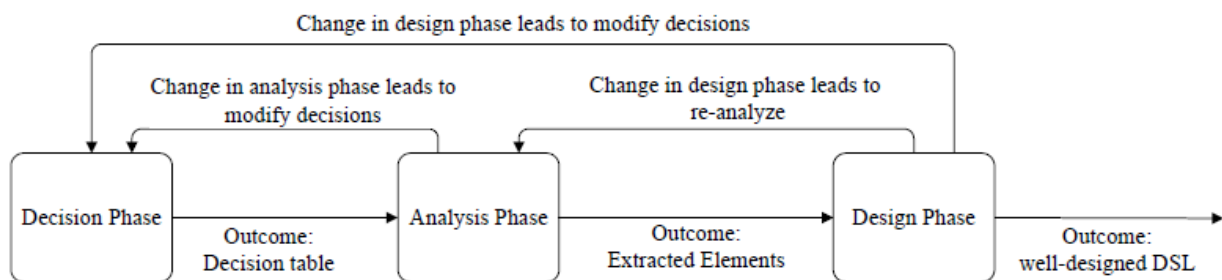 Change in design phase leads to modify decisions
Change in analysis phase leads to
modify decisions
Change in design phase leads to
re-analyze
Decision Phase
Outcome:
Decision table
Analysis Phase
Outcome:
Extracted Elements
Design Phase
Outcome:
well-designed DSL